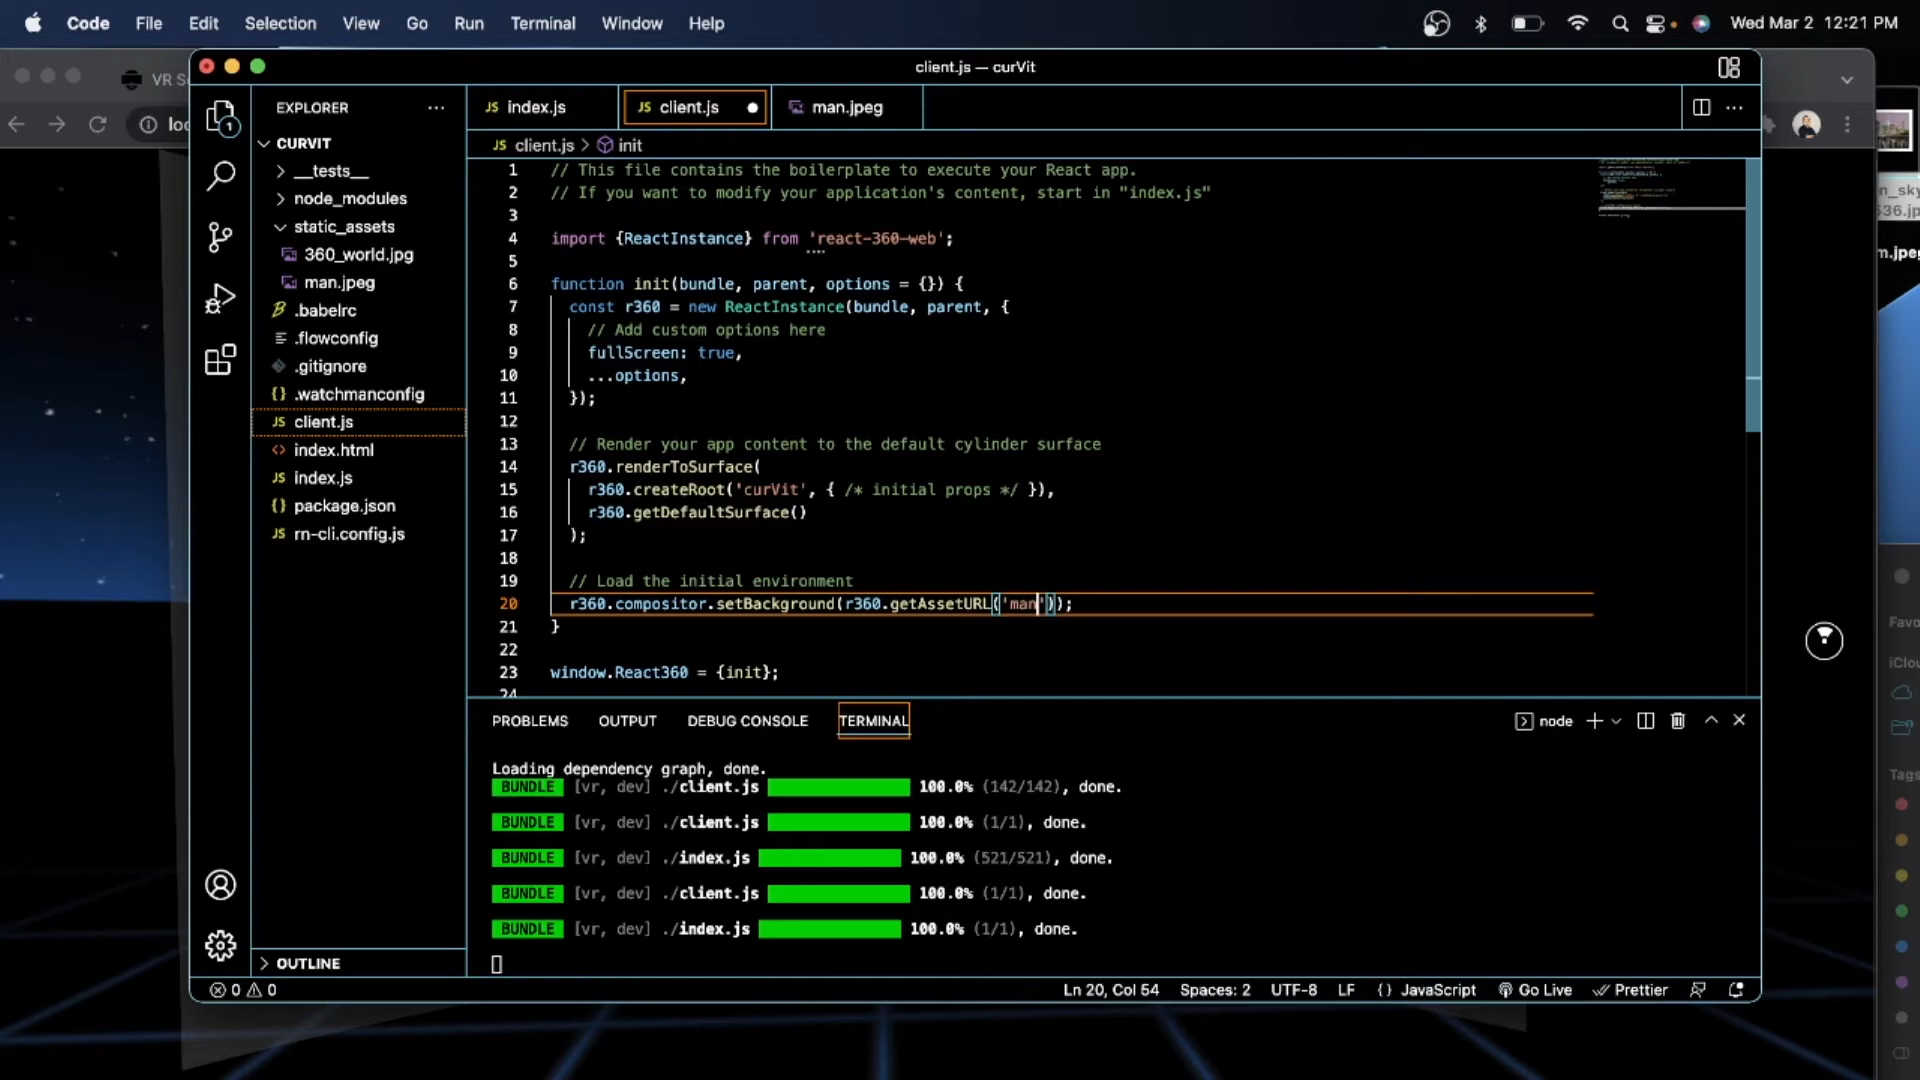 Code File Edit Selection View Go Run Terminal Window Help
Wed Mar 2 12:21 PM
VR S
client.js — curVit
loc
EXPLORER
CURVIT
__tests__
node_modules
static_assets
360_world.jpg
man.jpeg
.babelrc
.flowconfig
.gitignore
.watchmanconfig
client.js
index.html
index.js
package.json
rn-cli.config.js
OUTLINE
index.js client.js man.jpeg
client.js > init
1 // This file contains the boilerplate to execute your React app.
2 // If you want to modify your application's content, start in "index.js"
3
4 import {ReactInstance} from 'react-360-web';
5
6 function init(bundle, parent, options = {}) {
7 const r360 = new ReactInstance(bundle, parent, {
8 // Add custom options here
9 fullScreen: true,
10 ...options,
11 });
12
13 // Render your app content to the default cylinder surface
14 r360.renderToSurface(
15 r360.createRoot('curVit', { /* initial props */ }),
16 r360.getDefaultSurface()
17 );
18
19 // Load the initial environment
20 r360.compositor.setBackground(r360.getAssetURL('man'));
21 }
22
23 window.React360 = {init};
24
PROBLEMS OUTPUT DEBUG CONSOLE TERMINAL
node
Loading dependency graph, done.
BUNDLE [vr, dev] ./client.js 100.0% (142/142), done.
BUNDLE [vr, dev] ./client.js 100.0% (1/1), done.
BUNDLE [vr, dev] ./index.js 100.0% (521/521), done.
BUNDLE [vr, dev] ./client.js 100.0% (1/1), done.
BUNDLE [vr, dev] ./index.js 100.0% (1/1), done.
0 0 Ln 20, Col 54 Spaces: 2 UTF-8 LF {} JavaScript Go Live Prettier
n_sky
536.jp
m.jpeg
Favo
iClou
Tags